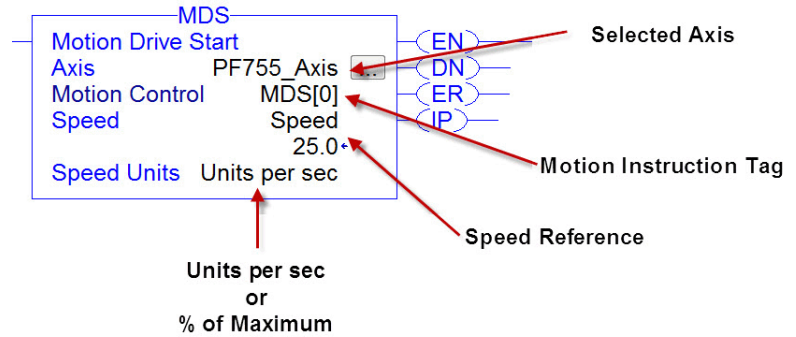 MDS
Motion Drive Start
EN
Selected Axis
Axis PF755_Axis ...
DN
Motion Control MDS[0]
ER
Speed Speed
IP
25.0
Motion Instruction Tag
Speed Units Units per sec
Speed Reference
Units per sec
or
% of Maximum